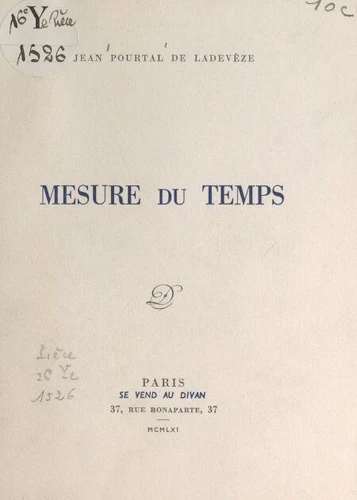 16° Ye Pièce
1526
10c
JEAN POURTAL DE LADEVÈZE
MESURE DU TEMPS
D
Pièce
16 Ye
1526
PARIS
SE VEND AU DIVAN
37, RUE BONAPARTE, 37
MCMLXI